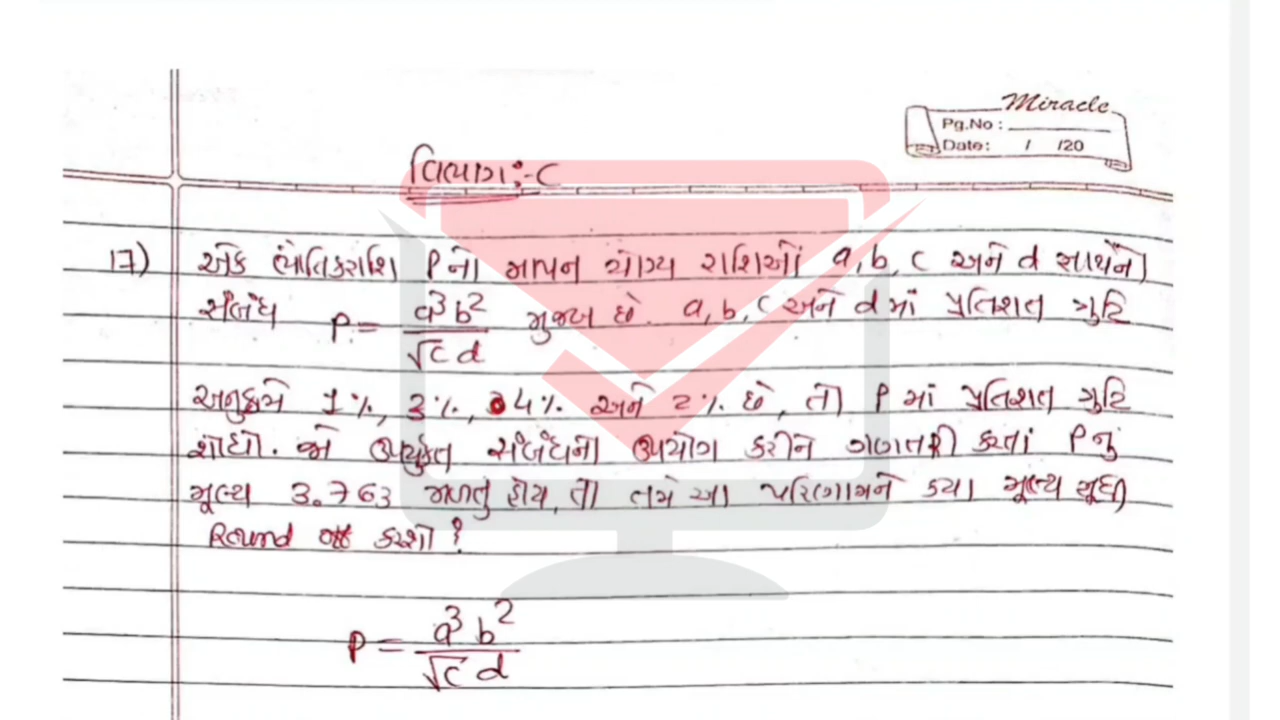 Miracle
Pg.No :
Date: / /20
વિભાગ:-C
17) એક ભૌતિકરાશિ P નો માપન યોગ્ય રાશિઓ a, b, c અને d સાથેનો
સંબંધ P = a³b²/√c d મુજબ છે. a, b, c અને d માં પ્રતિશત ત્રુટિ
અનુક્રમે 1%, 3%, 4% અને 2% છે, તો P માં પ્રતિશત ત્રુટિ
શોધો. જો ઉપર્યુક્ત સંબંધનો ઉપયોગ કરીને ગણતરી કરતાં P નું
મૂલ્ય 3.763 મળતું હોય, તો તમે આ પરિણામને કયા મૂલ્ય સુધી
Round કરશો?
P = a³b²/√c d